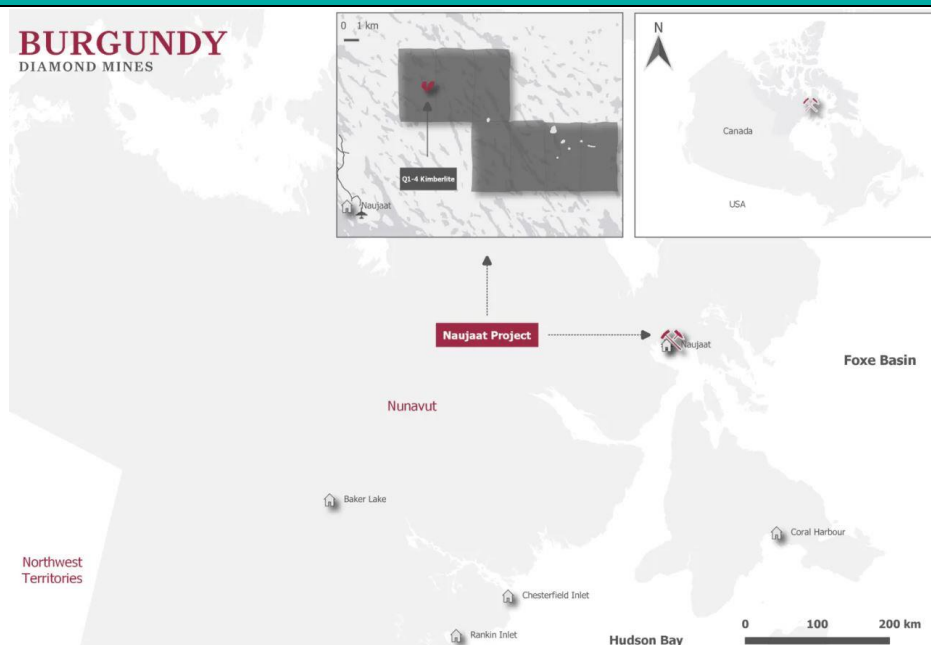 BURGUNDY
DIAMOND MINES
0 1 km
Q1-4 Kimberlite
Naujaat
N
Canada
USA
Naujaat Project
Naujaat
Foxe Basin
Nunavut
Baker Lake
Coral Harbour
Northwest
Territories
Chesterfield Inlet
Rankin Inlet
Hudson Bay
0 100 200 km